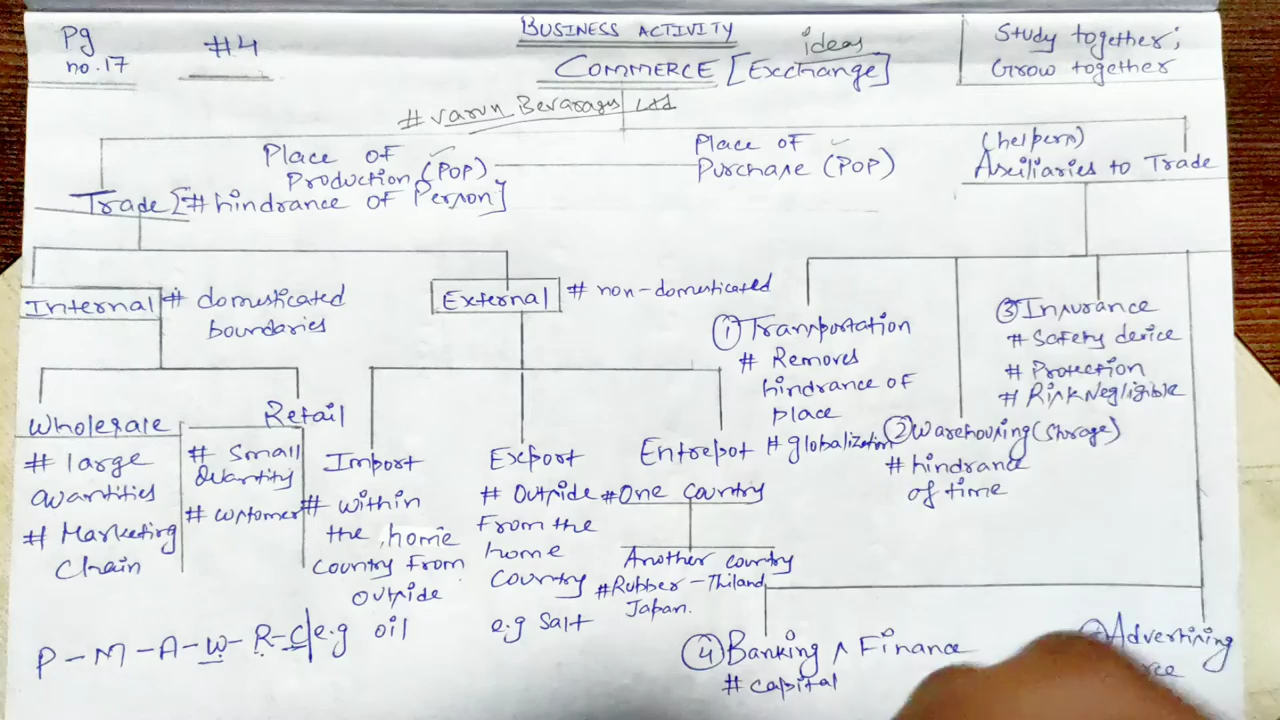 Pg
no.17
#4
BUSINESS ACTIVITY
ideas
COMMERCE [Exchange]
Study together;
Grow together
# varun Bevarages Ltd
Place of
Production (POP)
Place of
Purchase (POP)
(helpers)
Auxiliaries to Trade
Trade [# hindrance of Person]
Internal
# domesticated
boundaries
External
# non-domesticated
① Transportation
# Removes
hindrance of
place
# globalization
③ Insurance
# Safety device
# Protection
# Risk Negligible
② Warehousing (Storage)
# hindrance
of time
Wholesale
# large
quantities
# Marketing
Chain
Retail
# Small
Quantity
# customer
Import
# within
the home
country from
outside
e.g oil
Export
# Outside
from the
home
country
e.g Salt
Entrepot
# One country
Another country
# Rubber - Thiland
Japan.
P - M - A - W - R - C
④ Banking & Finance
# capital
Advertising